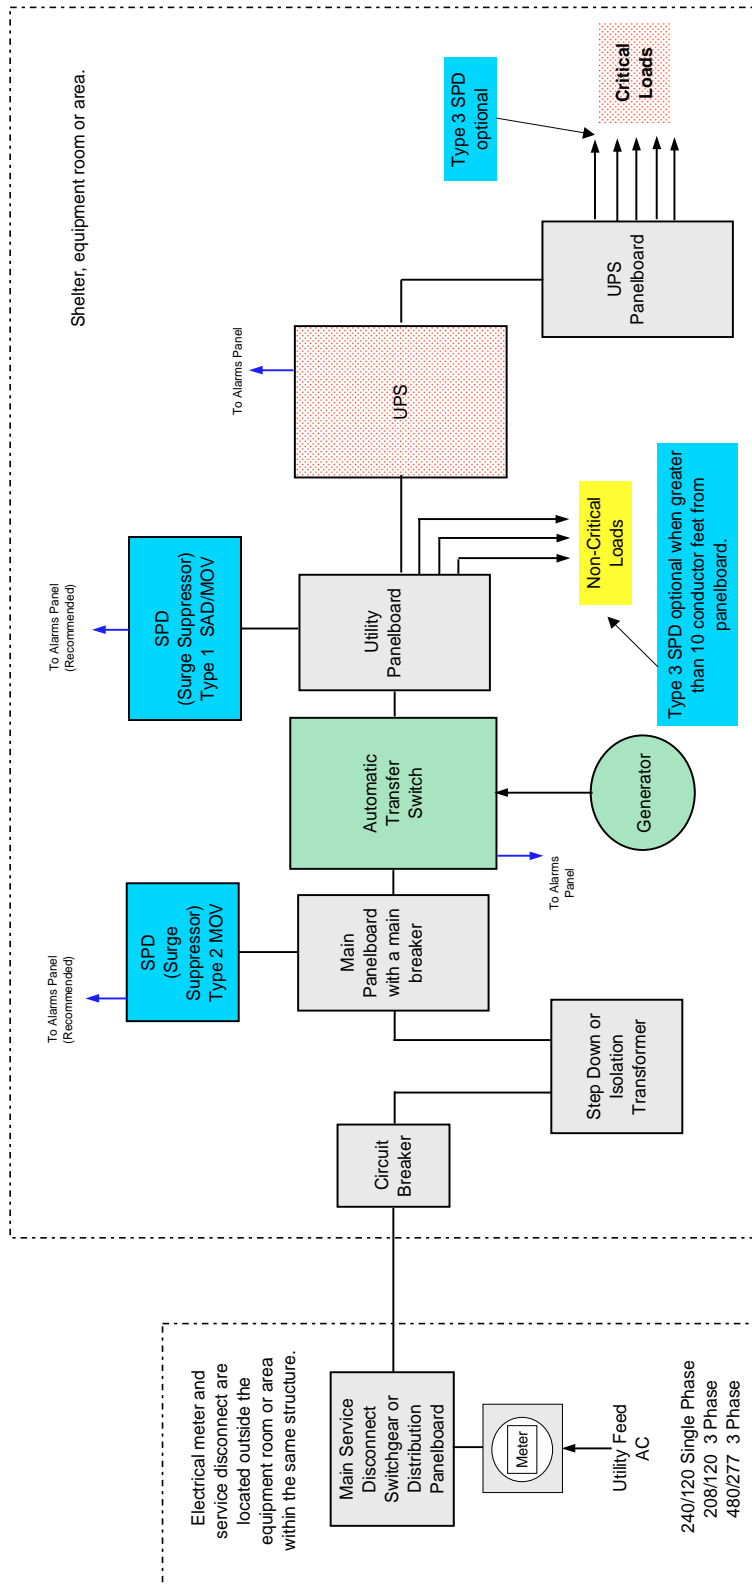 Shelter, equipment room or area.
Electrical meter and
service disconnect are
located outside the
equipment room or area
within the same structure.
Main Service
Disconnect
Switchgear or
Distribution
Panelboard
Meter
Utility Feed
AC
240/120 Single Phase
208/120  3 Phase
480/277  3 Phase
Circuit
Breaker
Step Down or
Isolation
Transformer
To Alarms Panel
(Recommended)
SPD
(Surge
Suppressor)
Type 2 MOV
Main
Panelboard
with a main
breaker
Automatic
Transfer
Switch
To Alarms
Panel
Generator
To Alarms Panel
(Recommended)
SPD
(Surge Suppressor)
Type 1  SAD/MOV
Utility
Panelboard
Non-Critical
Loads
Type 3 SPD optional when greater
than 10 conductor feet from
panelboard.
To Alarms Panel
UPS
UPS
Panelboard
Type 3 SPD
optional
Critical
Loads